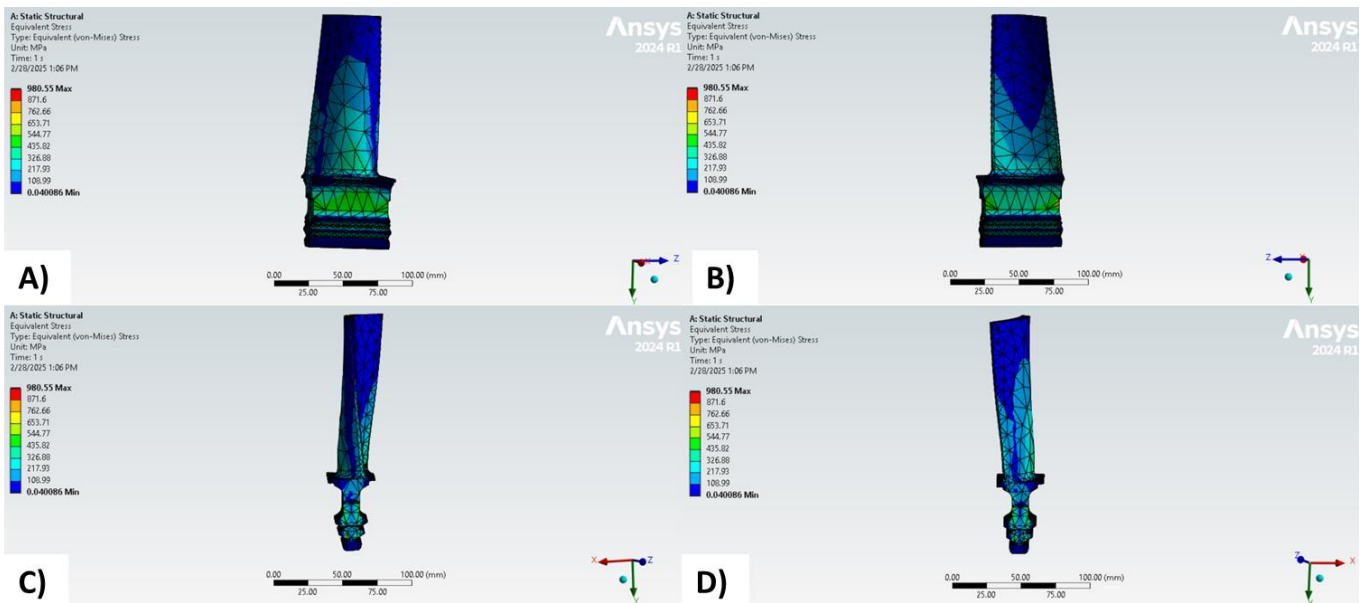 A: Static Structural
Equivalent Stress
Type: Equivalent (von-Mises) Stress
Unit: MPa
Time: 1 s
2/28/2025 1:06 PM
980.55 Max
871.6
762.66
653.71
544.77
435.82
326.88
217.93
108.99
0.040086 Min
Ansys
2024 R1
A)
0.00 50.00 100.00 (mm)
25.00 75.00
Z
Y
A: Static Structural
Equivalent Stress
Type: Equivalent (von-Mises) Stress
Unit: MPa
Time: 1 s
2/28/2025 1:06 PM
980.55 Max
871.6
762.66
653.71
544.77
435.82
326.88
217.93
108.99
0.040086 Min
Ansys
2024 R1
B)
0.00 50.00 100.00 (mm)
25.00 75.00
Z
Y
A: Static Structural
Equivalent Stress
Type: Equivalent (von-Mises) Stress
Unit: MPa
Time: 1 s
2/28/2025 1:06 PM
980.55 Max
871.6
762.66
653.71
544.77
435.82
326.88
217.93
108.99
0.040086 Min
Ansys
2024 R1
C)
0.00 50.00 100.00 (mm)
25.00 75.00
X Z
Y
A: Static Structural
Equivalent Stress
Type: Equivalent (von-Mises) Stress
Unit: MPa
Time: 1 s
2/28/2025 1:06 PM
980.55 Max
871.6
762.66
653.71
544.77
435.82
326.88
217.93
108.99
0.040086 Min
Ansys
2024 R1
D)
0.00 50.00 100.00 (mm)
25.00 75.00
Z X
Y